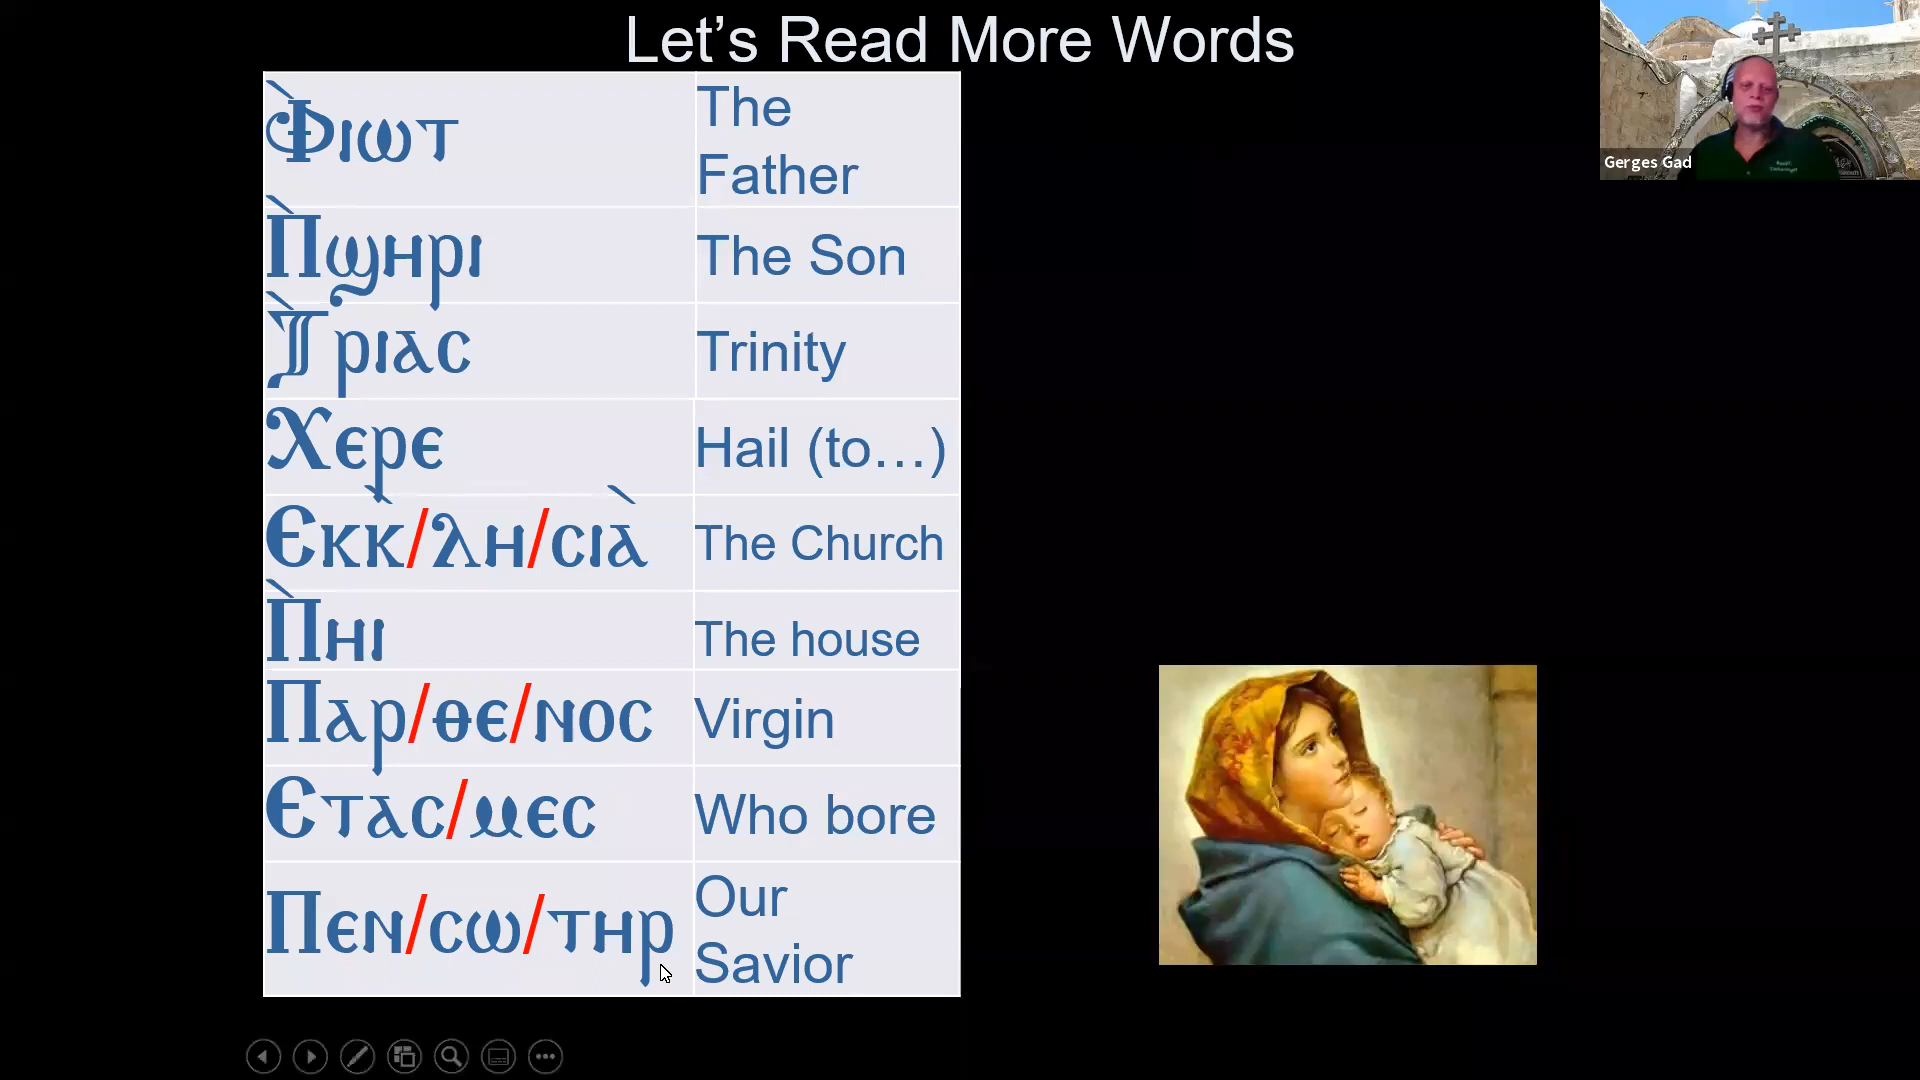 Let’s Read More Words
Ⲫ̀ⲓⲱⲧ
The
Father
Ⲡ̀ϣⲏⲣⲓ
The Son
Ⲧ̀ⲣⲓⲁⲥ
Trinity
Ⲭⲉⲣⲉ
Hail (to…)
Ⲉⲕⲕ̀/ⲗⲏ/ⲥⲓⲁ̀
The Church
Ⲡ̀ⲏⲓ
The house
Ⲡⲁⲣ/ⲑⲉ/ⲛⲟⲥ
Virgin
Ⲉⲧⲁⲥ/ⲙⲉⲥ
Who bore
Ⲡⲉⲛ/ⲥⲱ/ⲧⲏⲣ
Our
Savior
Gerges Gad